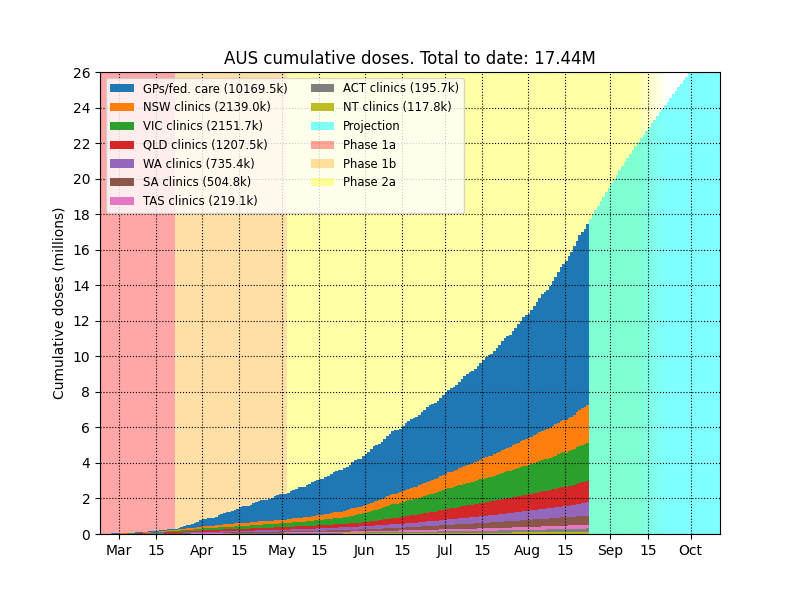 AUS cumulative doses. Total to date: 17.44M
Cumulative doses (millions)
26
24
22
20
18
16
14
12
10
8
6
4
2
0
GPs/fed. care (10169.5k)
NSW clinics (2139.0k)
VIC clinics (2151.7k)
QLD clinics (1207.5k)
WA clinics (735.4k)
SA clinics (504.8k)
TAS clinics (219.1k)
ACT clinics (195.7k)
NT clinics (117.8k)
Projection
Phase 1a
Phase 1b
Phase 2a
Mar 15 Apr 15 May 15 Jun 15 Jul 15 Aug 15 Sep 15 Oct